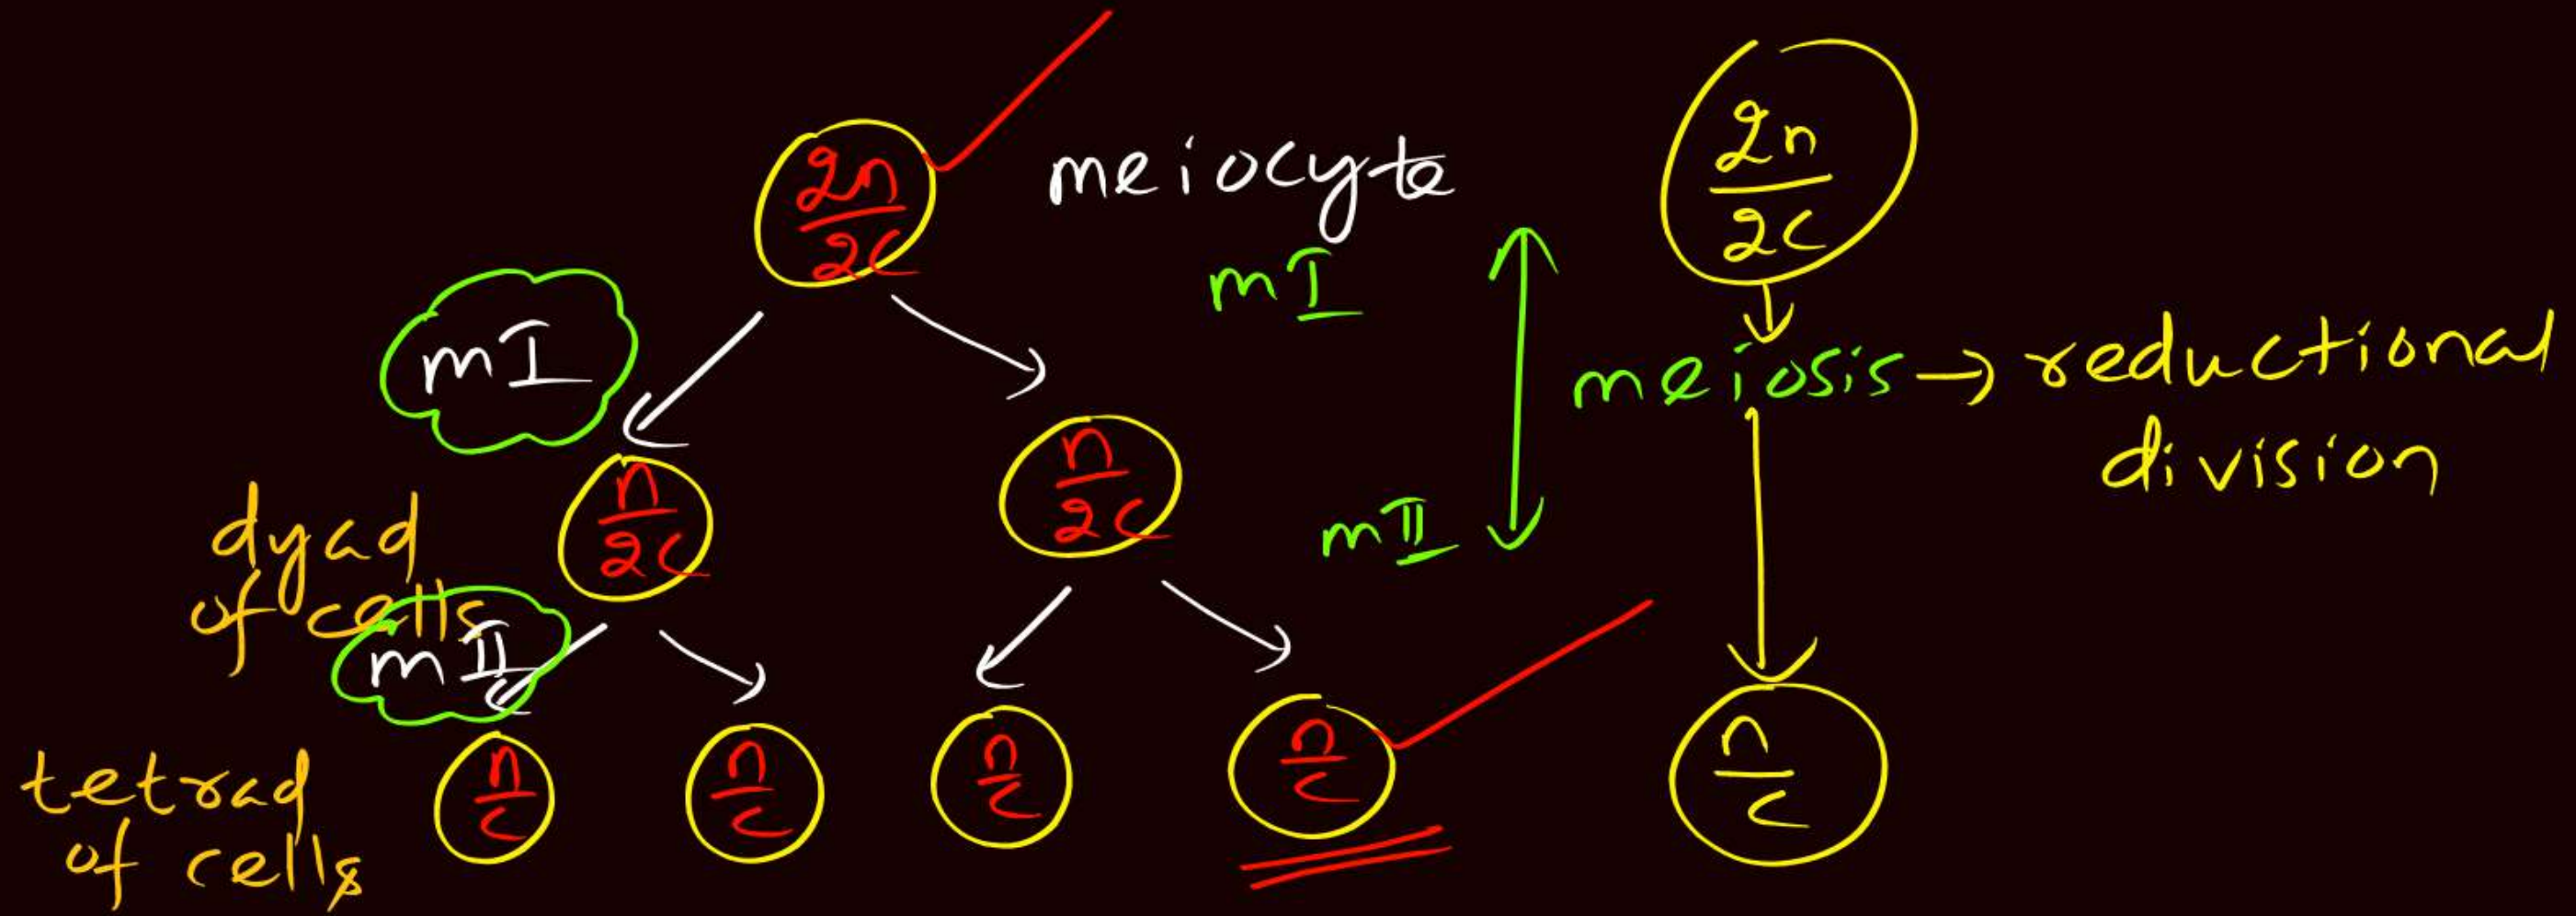 2n
2c
meiocyte
mI
mI
n
2c
n
2c
dyad
of cells
mII
mII
n
c
n
c
n
c
n
c
tetrad
of cells
2n
2c
meiosis → reductional
division
n
c